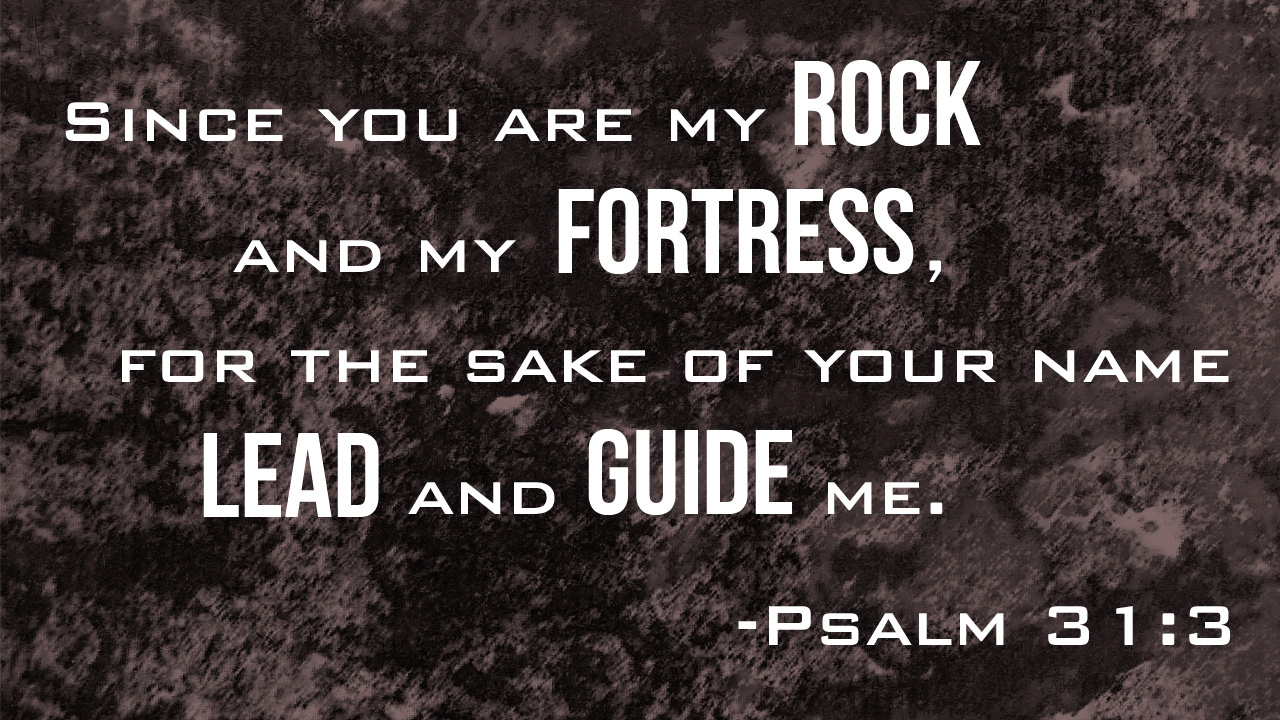 Since you are my ROCK
and my FORTRESS,
for the sake of your name
LEAD and GUIDE me.
-Psalm 31:3